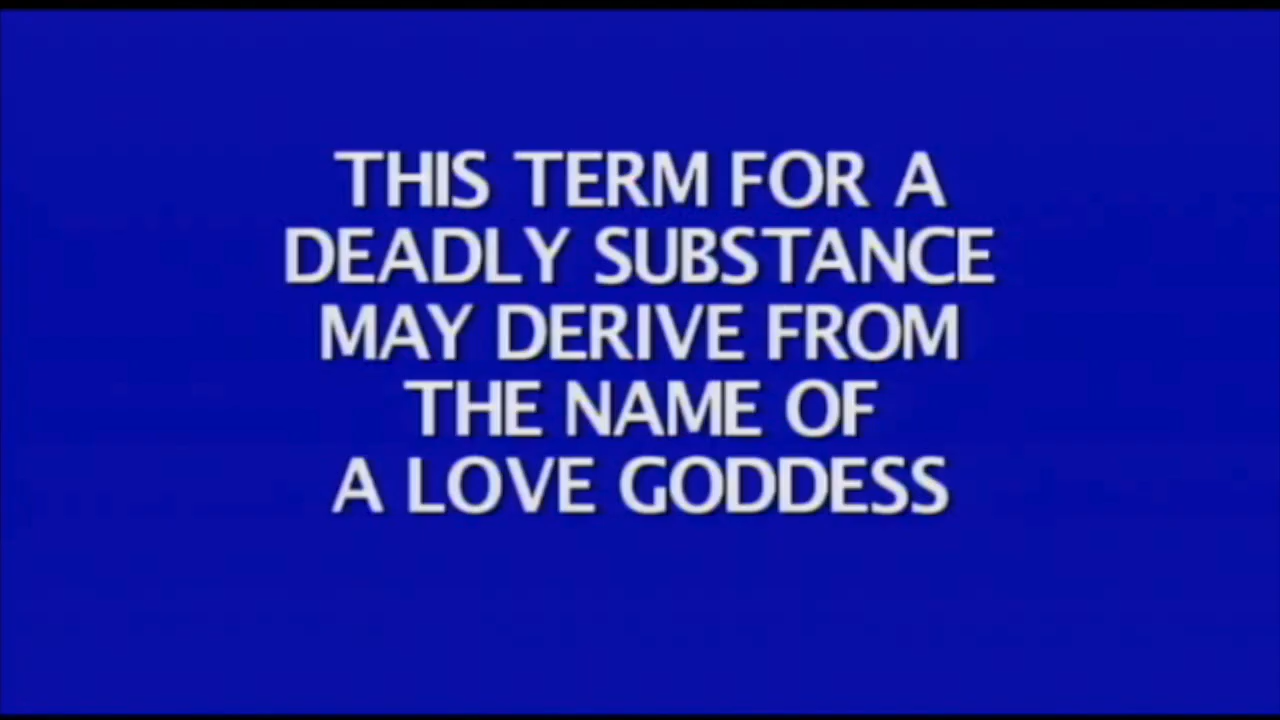 THIS TERM FOR A
DEADLY SUBSTANCE
MAY DERIVE FROM
THE NAME OF
A LOVE GODDESS